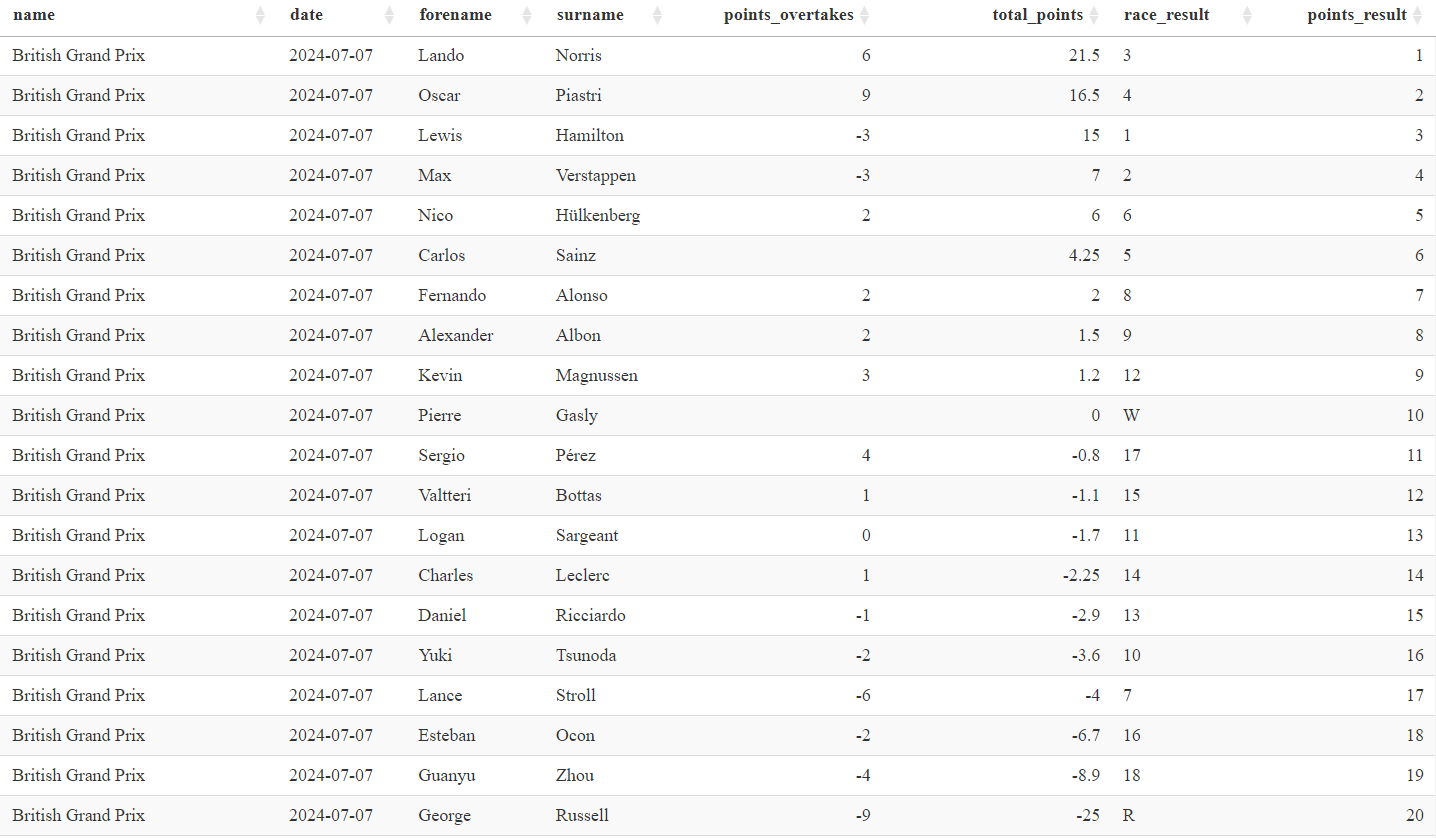 name date forename surname points_overtakes total_points race_result points_result
British Grand Prix 2024-07-07 Lando Norris 6 21.5 3 1
British Grand Prix 2024-07-07 Oscar Piastri 9 16.5 4 2
British Grand Prix 2024-07-07 Lewis Hamilton -3 15 1 3
British Grand Prix 2024-07-07 Max Verstappen -3 7 2 4
British Grand Prix 2024-07-07 Nico Hülkenberg 2 6 6 5
British Grand Prix 2024-07-07 Carlos Sainz 4.25 5 6
British Grand Prix 2024-07-07 Fernando Alonso 2 2 8 7
British Grand Prix 2024-07-07 Alexander Albon 2 1.5 9 8
British Grand Prix 2024-07-07 Kevin Magnussen 3 1.2 12 9
British Grand Prix 2024-07-07 Pierre Gasly 0 W 10
British Grand Prix 2024-07-07 Sergio Pérez 4 -0.8 17 11
British Grand Prix 2024-07-07 Valtteri Bottas 1 -1.1 15 12
British Grand Prix 2024-07-07 Logan Sargeant 0 -1.7 11 13
British Grand Prix 2024-07-07 Charles Leclerc 1 -2.25 14 14
British Grand Prix 2024-07-07 Daniel Ricciardo -1 -2.9 13 15
British Grand Prix 2024-07-07 Yuki Tsunoda -2 -3.6 10 16
British Grand Prix 2024-07-07 Lance Stroll -6 -4 7 17
British Grand Prix 2024-07-07 Esteban Ocon -2 -6.7 16 18
British Grand Prix 2024-07-07 Guanyu Zhou -4 -8.9 18 19
British Grand Prix 2024-07-07 George Russell -9 -25 R 20